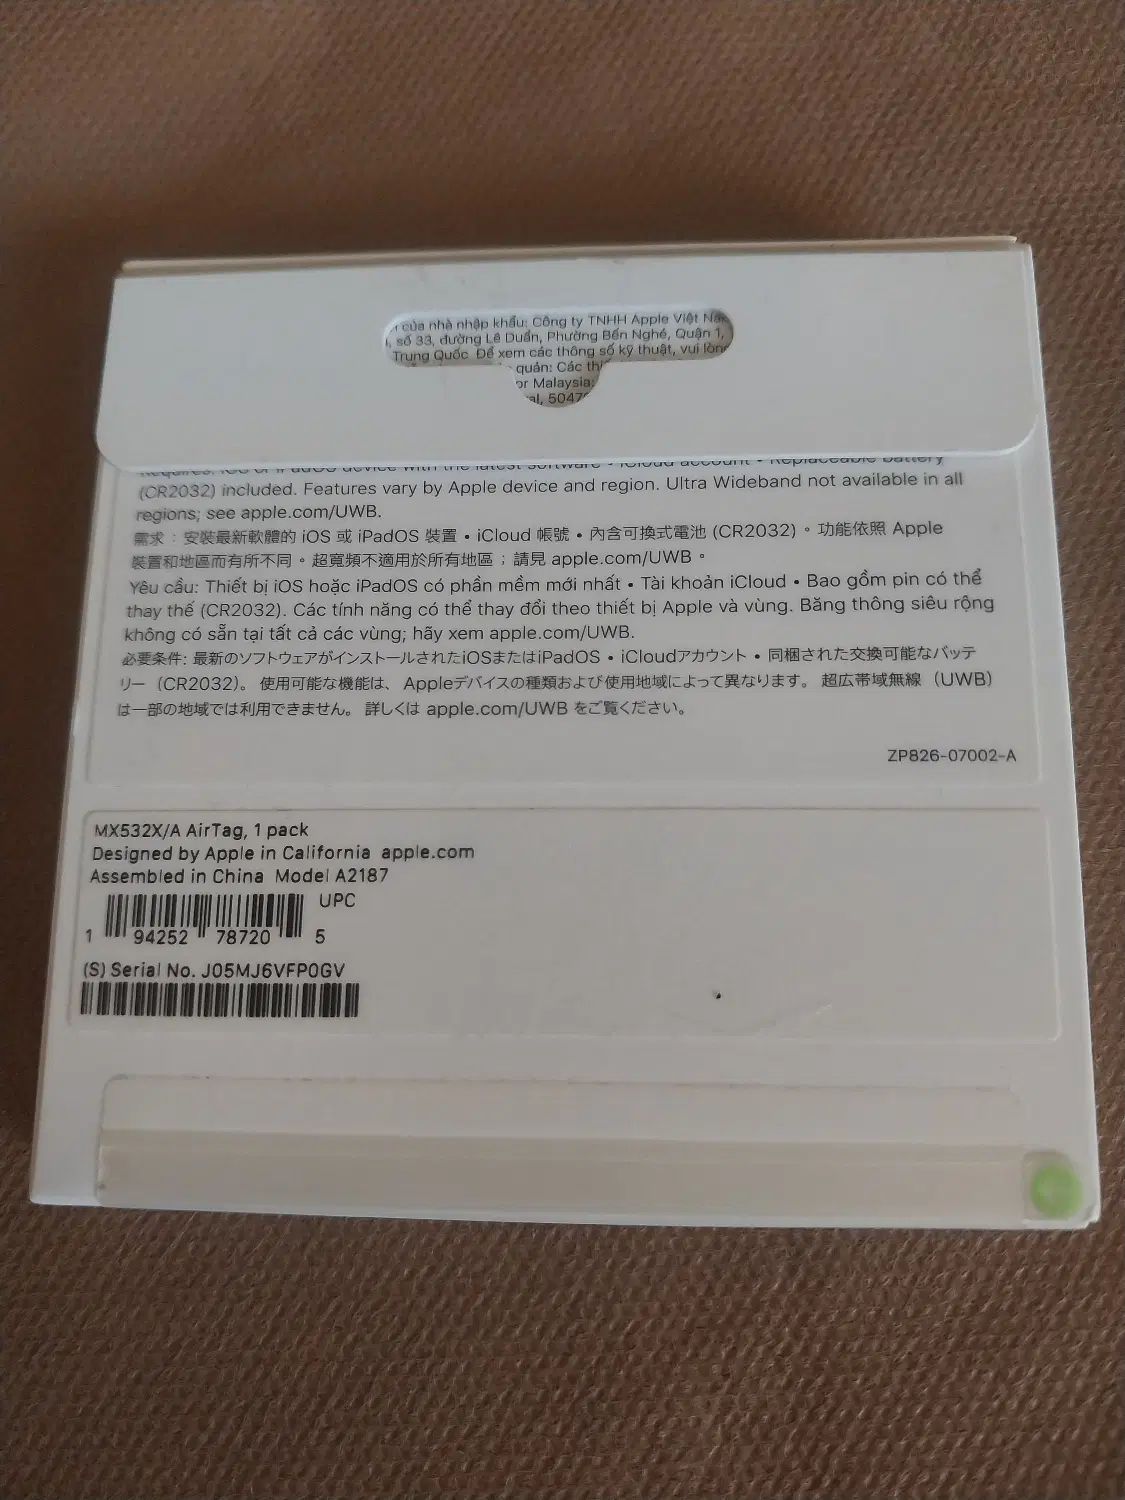 của nhà nhập khẩu: Công ty TNHH Apple Việt
số 33, đường Lê Duẩn, Phường Bến Nghé, Quận 1,
Trung Quốc Để xem các thông số kỹ thuật, vui lòng
quán: Các
or Malaysia:
Requires: iOS or iPadOS device with the latest software • iCloud account • Replaceable battery
(CR2032) included. Features vary by Apple device and region. Ultra Wideband not available in all
regions; see apple.com/UWB.
需求：安裝最新軟體的 iOS 或 iPadOS 裝置 • iCloud 帳號 • 內含可換式電池 (CR2032)。功能依照 Apple
裝置和地區而有所不同。超寬頻不適用於所有地區；請見 apple.com/UWB。
Yêu cầu: Thiết bị iOS hoặc iPadOS có phần mềm mới nhất • Tài khoản iCloud • Bao gồm pin có thể
thay thế (CR2032). Các tính năng có thể thay đổi theo thiết bị Apple và vùng. Băng thông siêu rộng
không có sẵn tại tất cả các vùng; hãy xem apple.com/UWB.
必要条件: 最新のソフトウェアがインストールされたiOSまたはiPadOS • iCloudアカウント • 同梱された交換可能なバッテ
リー（CR2032）。使用可能な機能は、Appleデバイスの種類および使用地域によって異なります。超広帯域無線（UWB）
は一部の地域では利用できません。詳しくは apple.com/UWB をご覧ください。
ZP826-07002-A
MX532X/A AirTag, 1 pack
Designed by Apple in California apple.com
Assembled in China Model A2187
UPC
1 94252 78720 5
(S) Serial No. J05MJ6VFP0GV